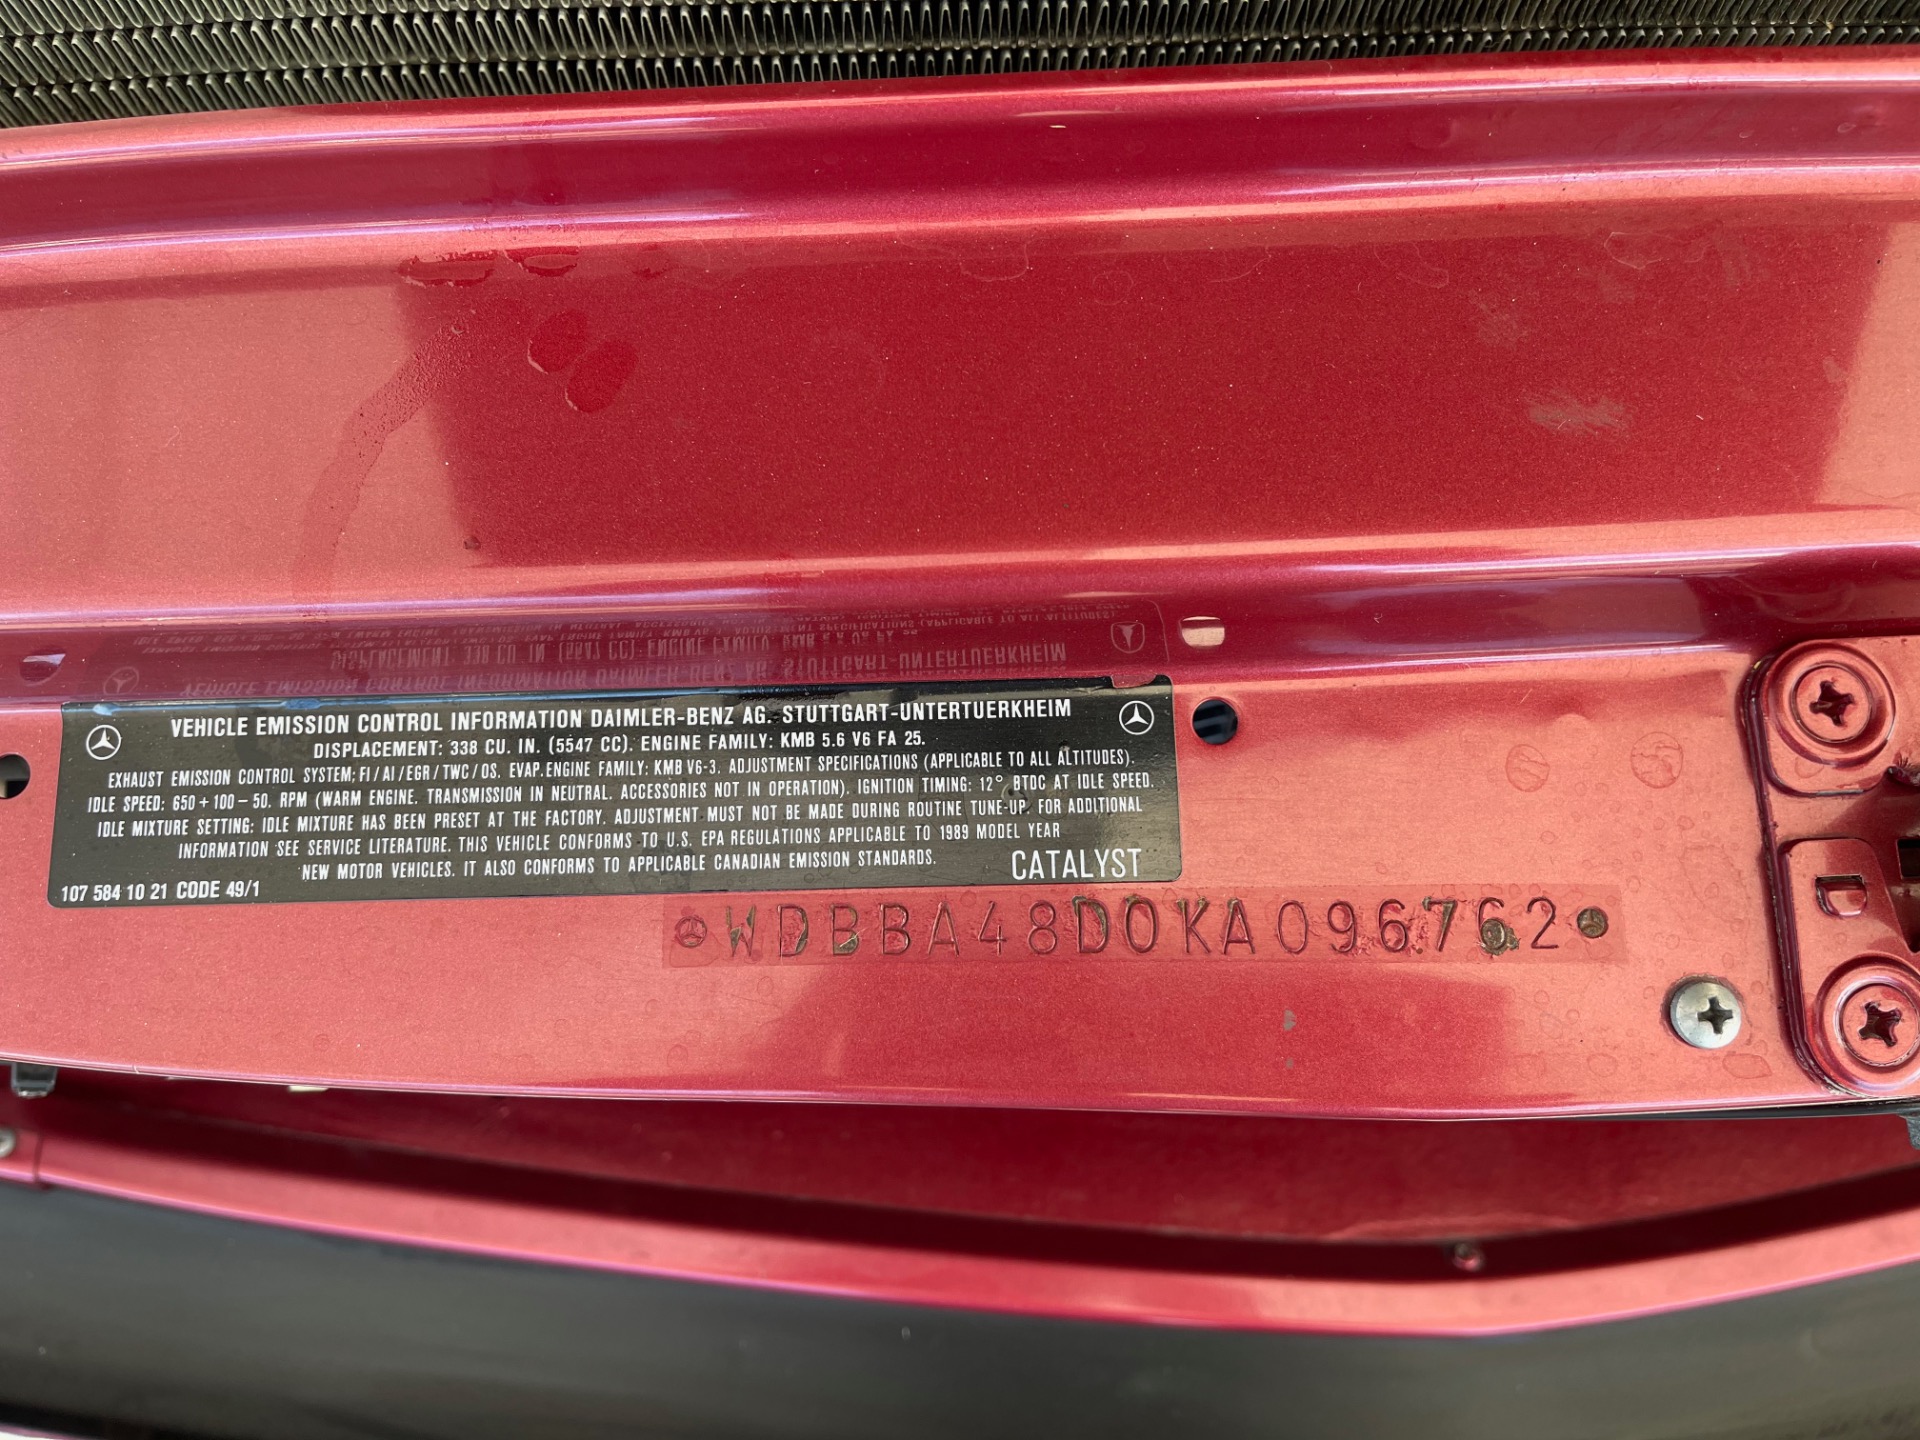 VEHICLE EMISSION CONTROL INFORMATION DAIMLER-BENZ AG. STUTTGART-UNTERTUERKHEIM
DISPLACEMENT: 338 CU. IN. (5547 CC). ENGINE FAMILY: KMB 5.6 V6 FA 25.
EXHAUST EMISSION CONTROL SYSTEM; FI/AI/EGR/TWC/OS. EVAP. ENGINE FAMILY: KMB V6-3. ADJUSTMENT SPECIFICATIONS (APPLICABLE TO ALL ALTITUDES).
IDLE SPEED: 650 + 100 – 50. RPM (WARM ENGINE. TRANSMISSION IN NEUTRAL. ACCESSORIES NOT IN OPERATION). IGNITION TIMING: 12° BTDC AT IDLE SPEED.
IDLE MIXTURE SETTING: IDLE MIXTURE HAS BEEN PRESET AT THE FACTORY. ADJUSTMENT MUST NOT BE MADE DURING ROUTINE TUNE-UP. FOR ADDITIONAL
INFORMATION SEE SERVICE LITERATURE. THIS VEHICLE CONFORMS TO U.S. EPA REGULATIONS APPLICABLE TO 1989 MODEL YEAR
NEW MOTOR VEHICLES. IT ALSO CONFORMS TO APPLICABLE CANADIAN EMISSION STANDARDS.
CATALYST
107 584 10 21 CODE 49/1
WDBBA48D0KA096762